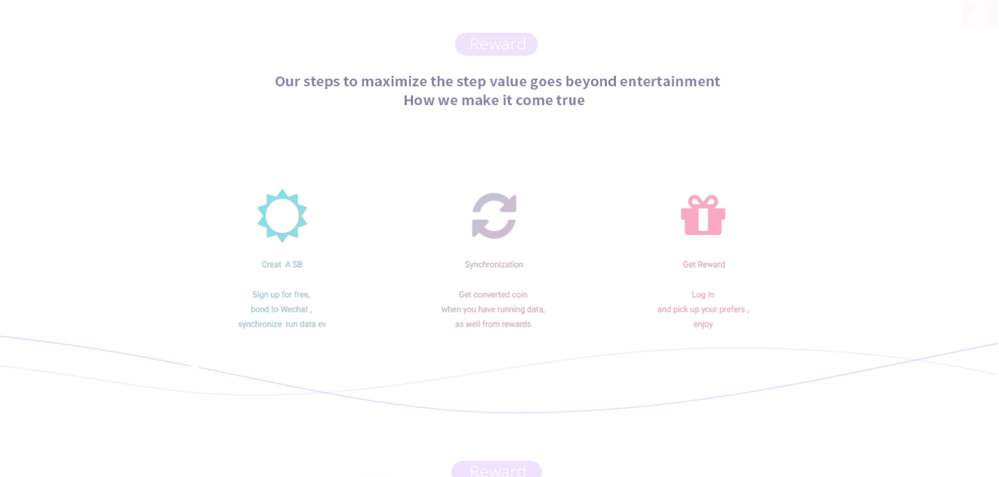 Reward
Our steps to maximize the step value goes beyond entertainment
How we make it come true
Creat A SB
Synchronization
Get Reward
Sign up for free,
bond to Wechat ,
synchronize run data ev
Get converted coin
when you have running data,
as well from rewards
Log in
and pick up your prefers ,
enjoy
Reward